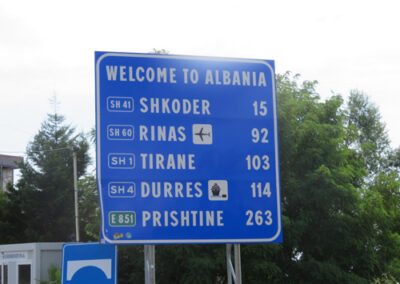 WELCOME TO ALBANIA
SH 41 SHKODER 15
SH 60 RINAS 92
SH 1 TIRANE 103
SH 4 DURRES 114
E 851 PRISHTINE 263